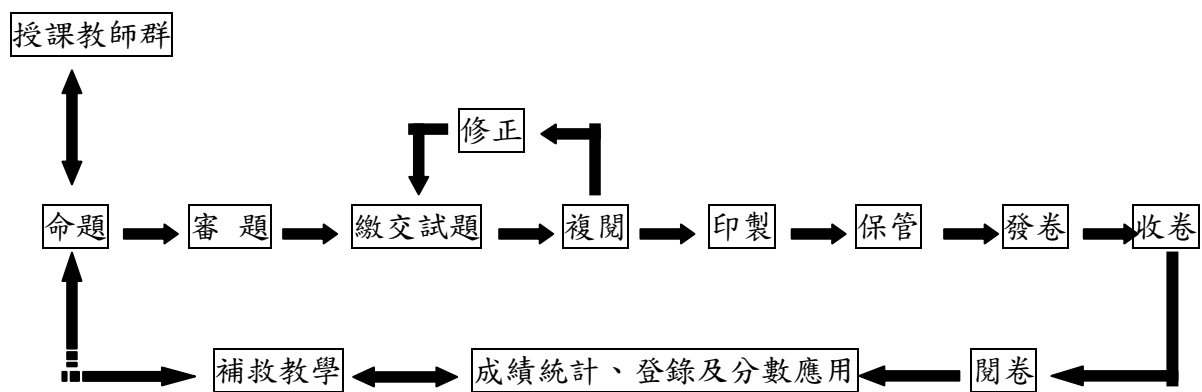 授課教師群
修正
命題
審 題
繳交試題
複閱
印製
保管
發卷
收卷
補救教學
成績統計、登錄及分數應用
閱卷